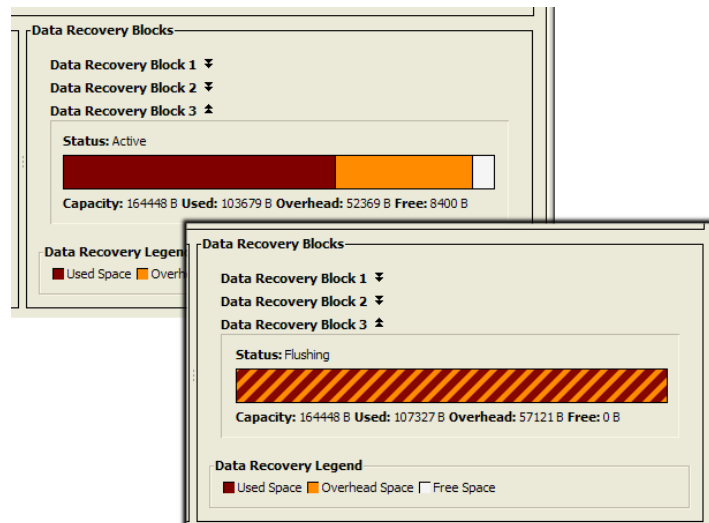 Data Recovery Blocks
Data Recovery Block 1
Data Recovery Block 2
Data Recovery Block 3
Status: Active
Capacity: 164448 B Used: 103679 B Overhead: 52369 B Free: 8400 B
Data Recovery Legend
Used Space
Data Recovery Blocks
Data Recovery Block 1
Data Recovery Block 2
Data Recovery Block 3
Status: Flushing
Capacity: 164448 B Used: 107327 B Overhead: 57121 B Free: 0 B
Data Recovery Legend
Used Space Overhead Space Free Space